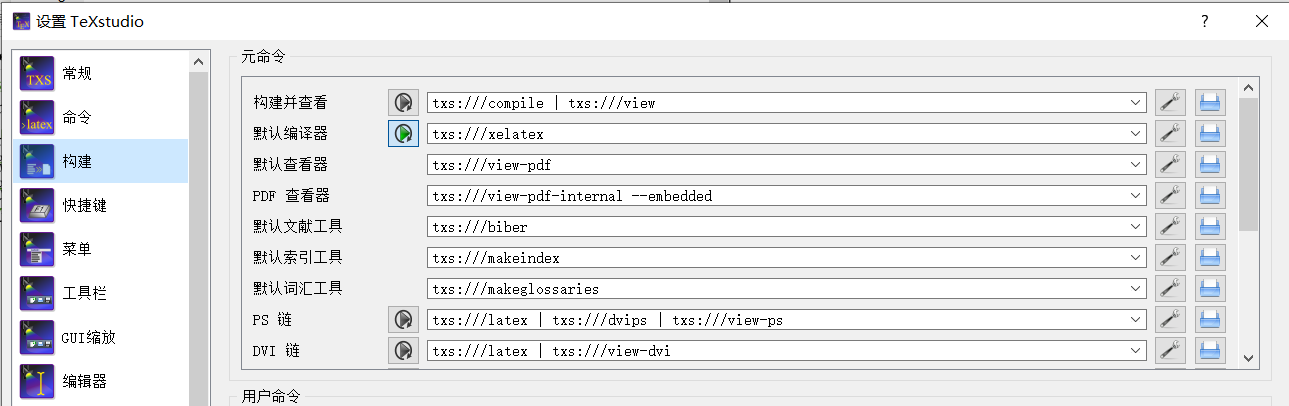 设置 TeXstudio
常规
命令
构建
快捷键
菜单
工具栏
GUI缩放
编辑器
元命令
构建并查看 txs:///compile | txs:///view
默认编译器 txs:///xelatex
默认查看器 txs:///view-pdf
PDF 查看器 txs:///view-pdf-internal --embedded
默认文献工具 txs:///biber
默认索引工具 txs:///makeindex
默认词汇工具 txs:///makeglossaries
PS 链 txs:///latex | txs:///dvips | txs:///view-ps
DVI 链 txs:///latex | txs:///view-dvi
用户命令